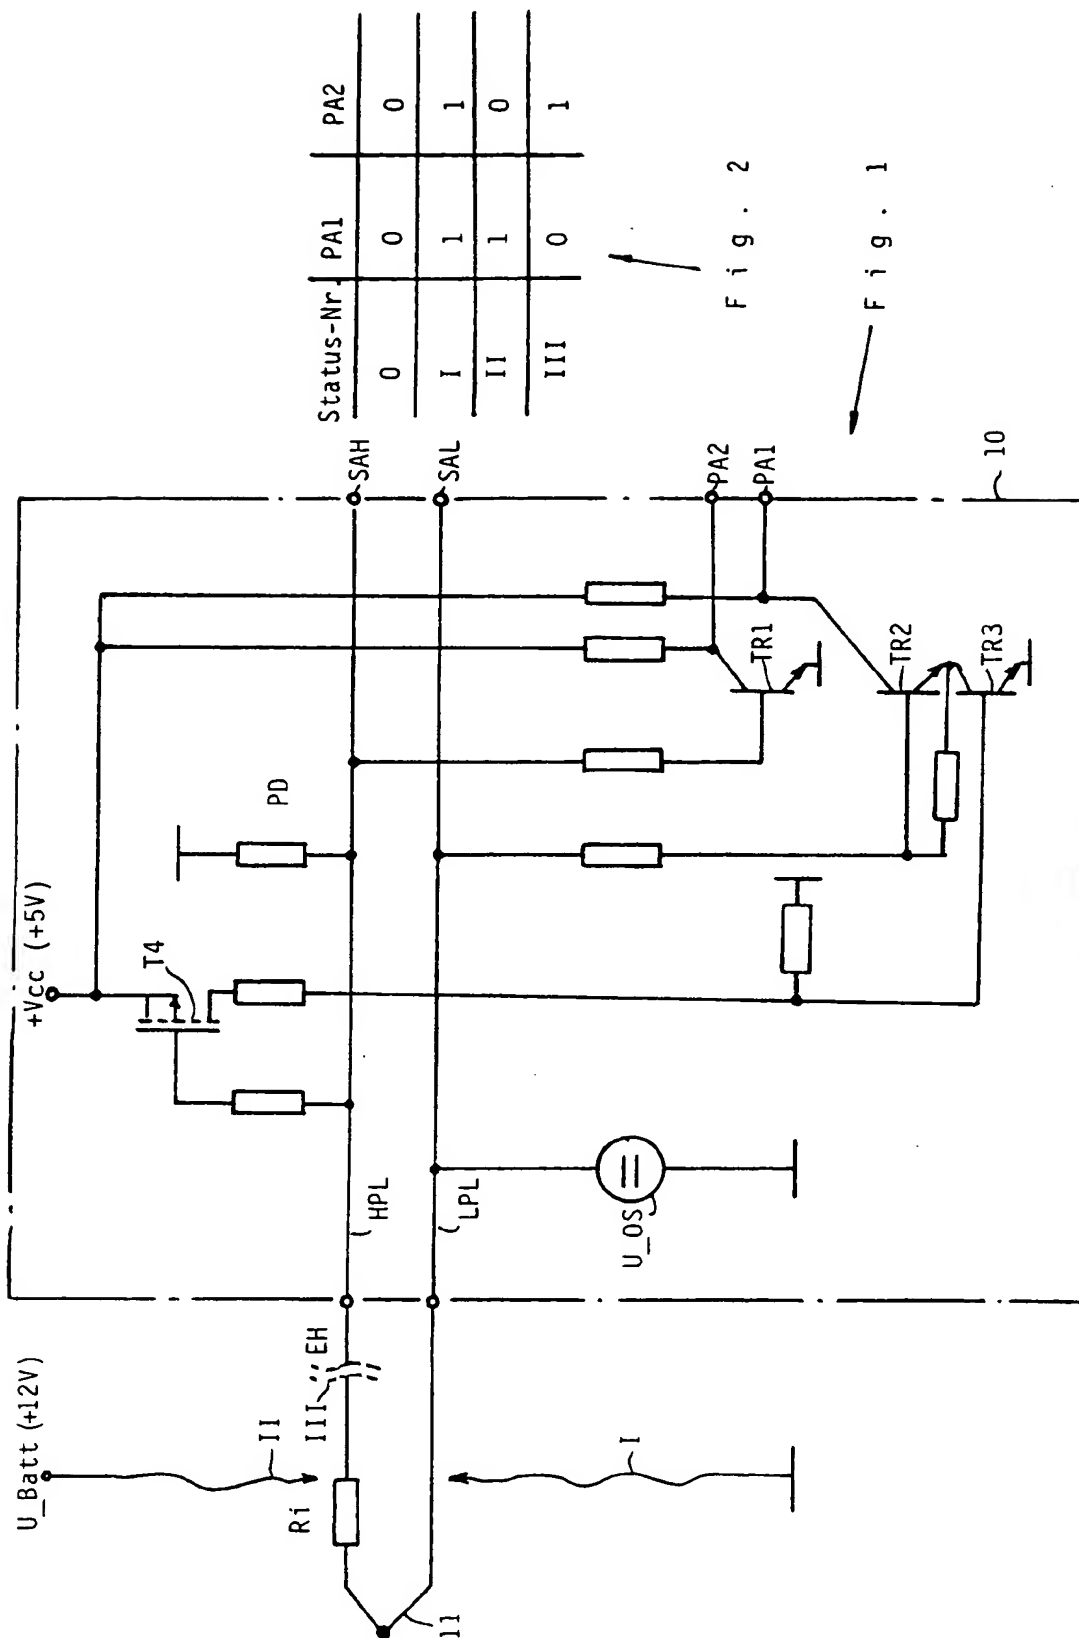 Status-Nr. PA1 PA2
0 0 0
I 1 1
II 1 0
III 0 1
Fig. 2
Fig. 1
U_Batt (+12V)
+Vcc (+5V)
T4
PD
II
III
EH
Ri
HPL
SAH
I
11
LPL
SAL
U_OS
PA2
PA1
TR1
TR2
TR3
10